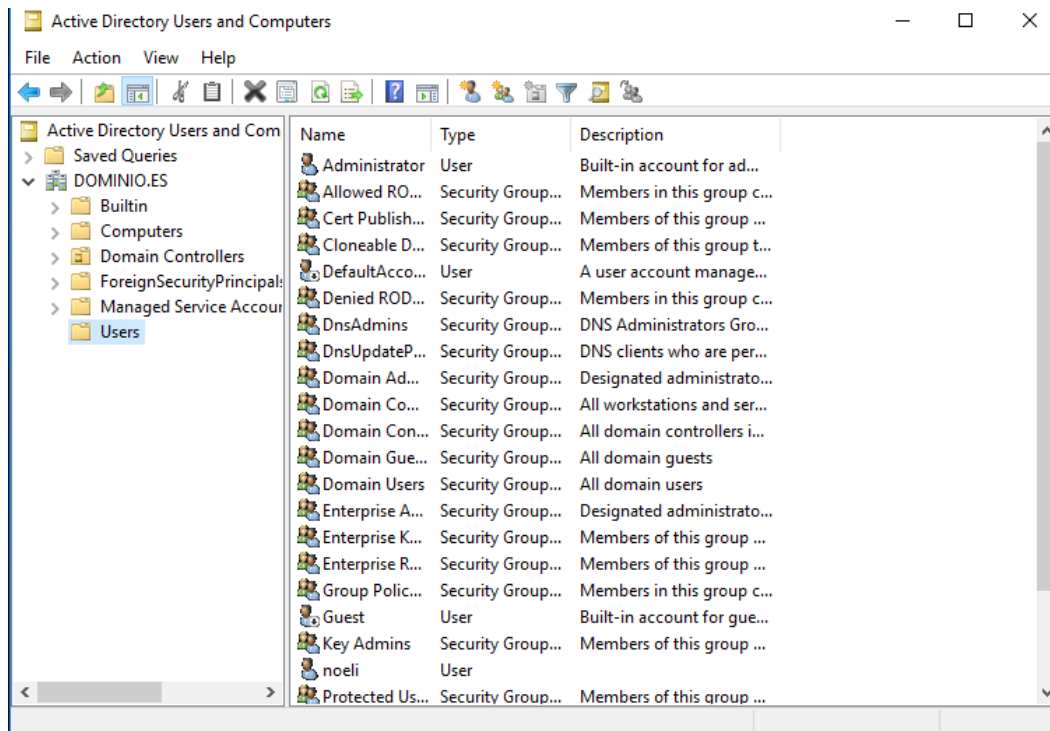 Active Directory Users and Computers
File Action View Help
Active Directory Users and Com
Saved Queries
DOMINIO.ES
Builtin
Computers
Domain Controllers
ForeignSecurityPrincipals
Managed Service Accour
Users
Name Type Description
Administrator User Built-in account for ad...
Allowed RO... Security Group... Members in this group c...
Cert Publish... Security Group... Members of this group ...
Cloneable D... Security Group... Members of this group t...
DefaultAcco... User A user account manage...
Denied ROD... Security Group... Members in this group c...
DnsAdmins Security Group... DNS Administrators Gro...
DnsUpdateP... Security Group... DNS clients who are per...
Domain Ad... Security Group... Designated administrato...
Domain Co... Security Group... All workstations and ser...
Domain Con... Security Group... All domain controllers i...
Domain Gue... Security Group... All domain guests
Domain Users Security Group... All domain users
Enterprise A... Security Group... Designated administrato...
Enterprise K... Security Group... Members of this group ...
Enterprise R... Security Group... Members of this group ...
Group Polic... Security Group... Members in this group c...
Guest User Built-in account for gue...
Key Admins Security Group... Members of this group ...
noeli User
Protected Us... Security Group... Members of this group ...